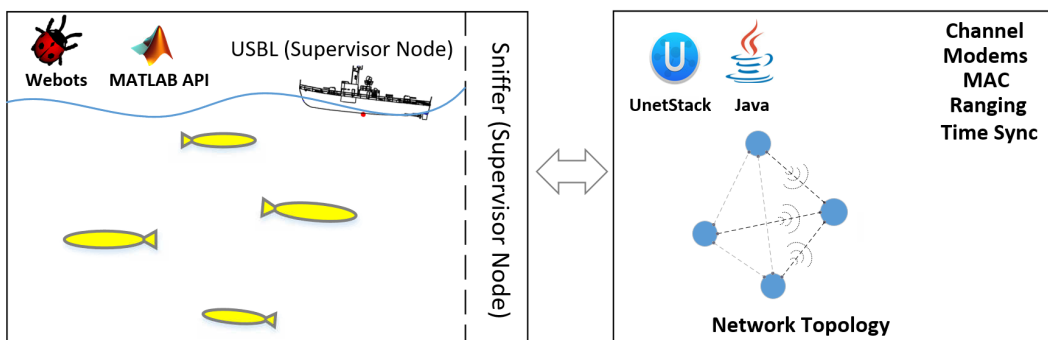 USBL (Supervisor Node)
Webots
MATLAB API
Sniffer (Supervisor Node)
U
UnetStack
Java
Channel
Modems
MAC
Ranging
Time Sync
Network Topology